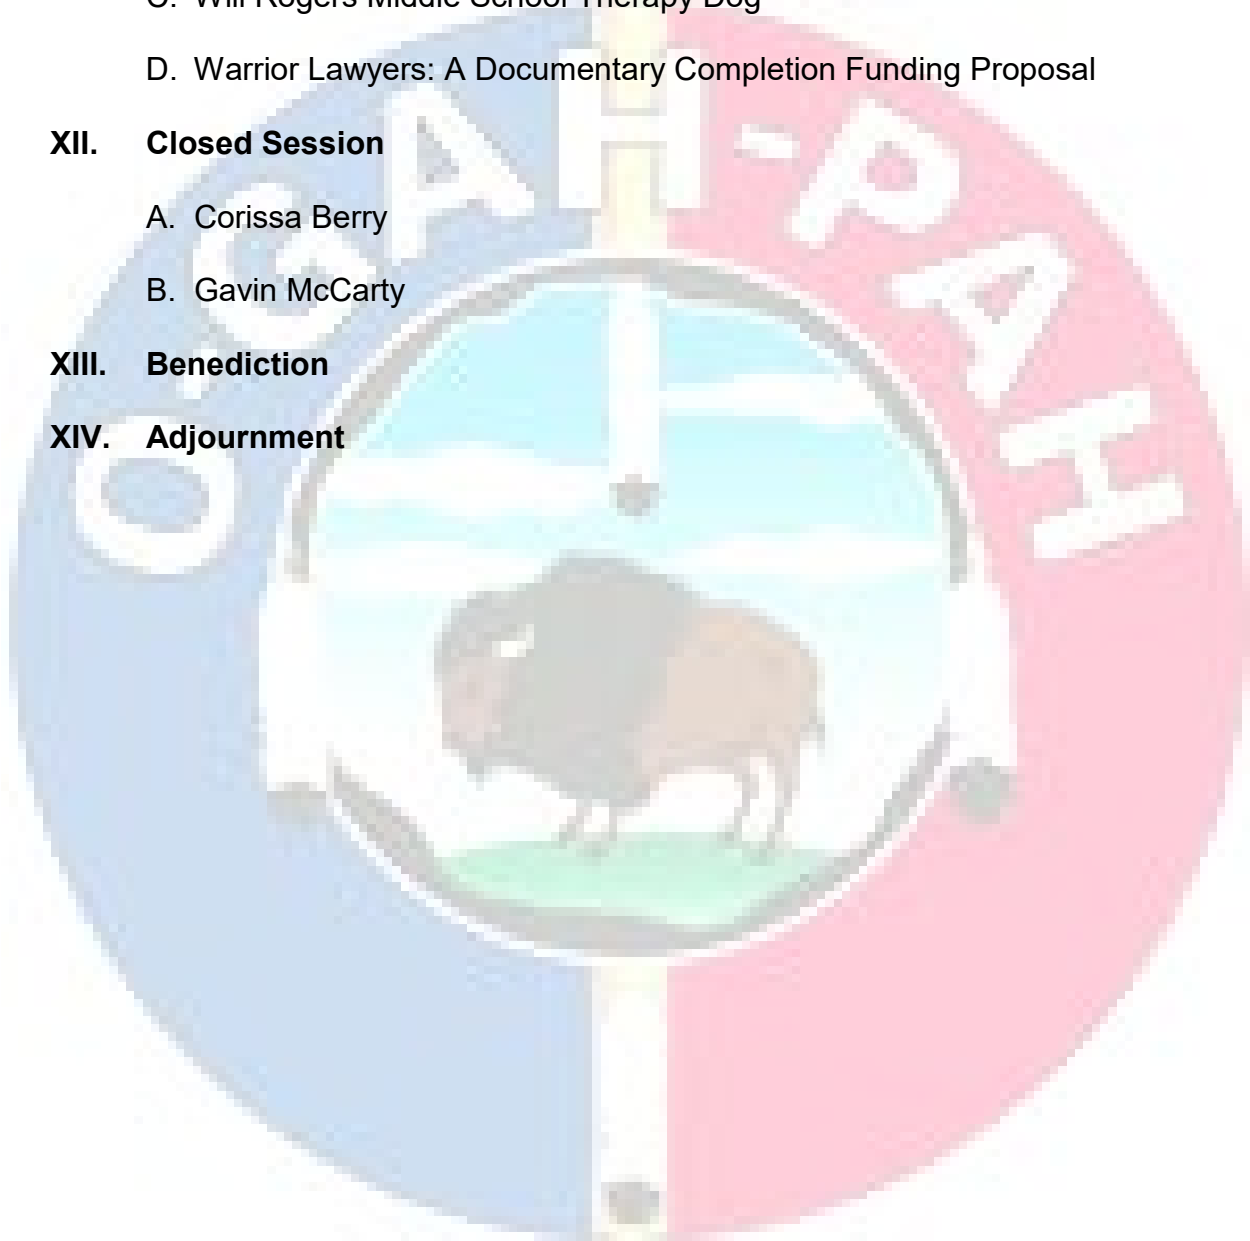 C. Will Rogers Middle School Therapy Dog
D. Warrior Lawyers: A Documentary Completion Funding Proposal
XII. Closed Session
A. Corissa Berry
B. Gavin McCarty
XIII. Benediction
XIV. Adjournment
O-GAH-PAH